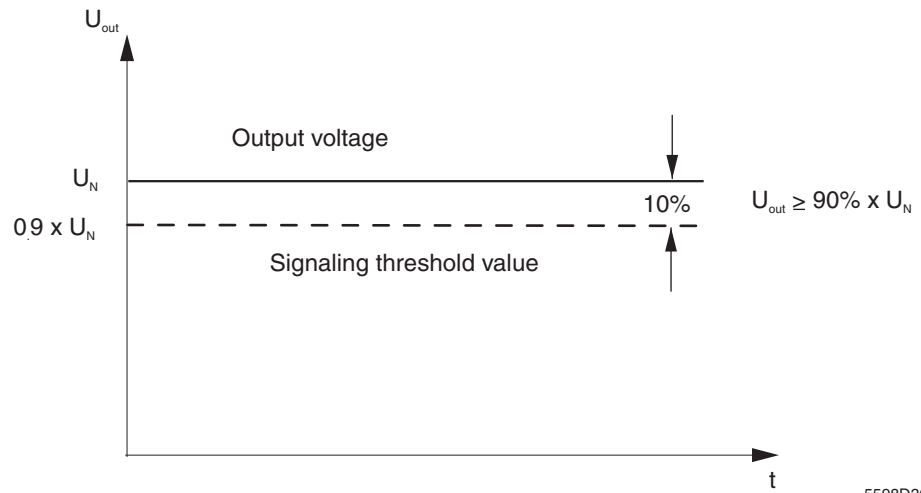 U_out
Output voltage
U_N
10%
U_out ≥ 90% x U_N
0.9 x U_N
Signaling threshold value
t